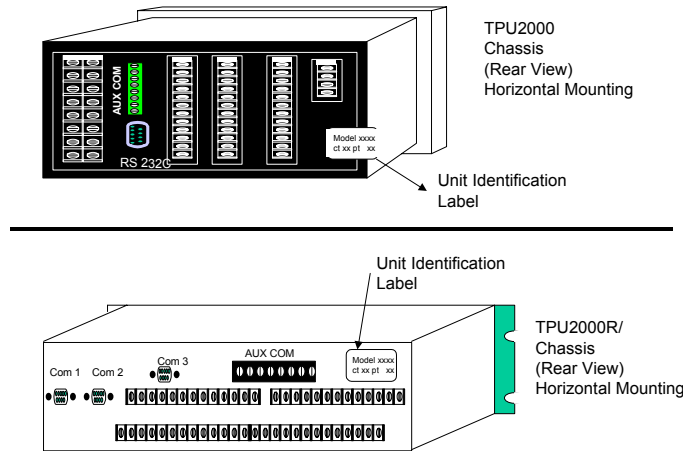 TPU2000
Chassis
(Rear View)
Horizontal Mounting
AUX COM
RS 232C
Model xxxx
ct xx pt xx
Unit Identification
Label
Unit Identification
Label
TPU2000R/
Chassis
(Rear View)
Horizontal Mounting
Com 1
Com 2
Com 3
AUX COM
Model xxxx
ct xx pt xx